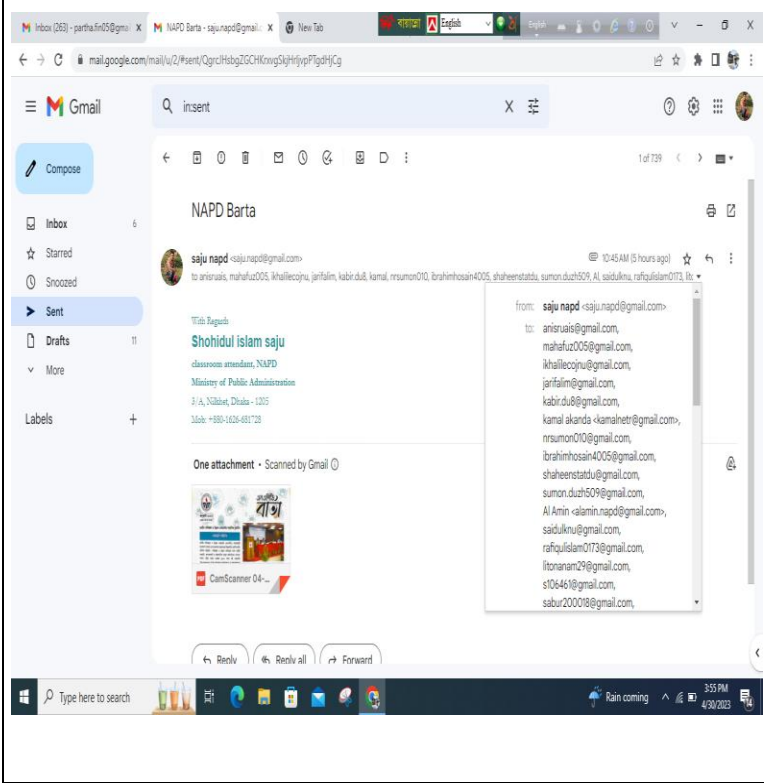 Inbox (263) - partha.fin05@gmai X
NAPD Barta - saju.napd@gmail.c X
New Tab
English
mail.google.com/mail/u/2/#sent/QgrcJHsbgZGCHKnwgSkjHrljvpPTgdHjCg
Gmail
in:sent
Compose
1 of 739
Inbox 6
Starred
Snoozed
Sent
Drafts 11
More
Labels +
NAPD Barta
saju napd <saju.napd@gmail.com>
10:45 AM (5 hours ago)
to anisruais, mahafuz005, ikhalilecojnu, jarifalim, kabir.du8, kamal, nrsumon010, ibrahimhosain4005, shaheenstatdu, sumon.duzh509, Al, saidulknu, rafiqulislam0173,
With Regards
Shohidul islam saju
classroom attendant, NAPD
Ministry of Public Administration
3/A, Nilkhet, Dhaka - 1205
Mob: +880-1626-681728
from: saju napd <saju.napd@gmail.com>
to: anisruais@gmail.com,
mahafuz005@gmail.com,
ikhalilecojnu@gmail.com,
jarifalim@gmail.com,
kabir.du8@gmail.com,
kamal akanda <kamalnetr@gmail.com>,
nrsumon010@gmail.com,
ibrahimhosain4005@gmail.com,
shaheenstatdu@gmail.com,
sumon.duzh509@gmail.com,
Al Amin <alamin.napd@gmail.com>,
saidulknu@gmail.com,
rafiqulislam0173@gmail.com,
litonanam29@gmail.com,
s106461@gmail.com,
sabur200018@gmail.com,
One attachment • Scanned by Gmail
বার্তা
PDF CamScanner 04-...
Reply
Reply all
Forward
Type here to search
Rain coming
3:55 PM
4/30/2023